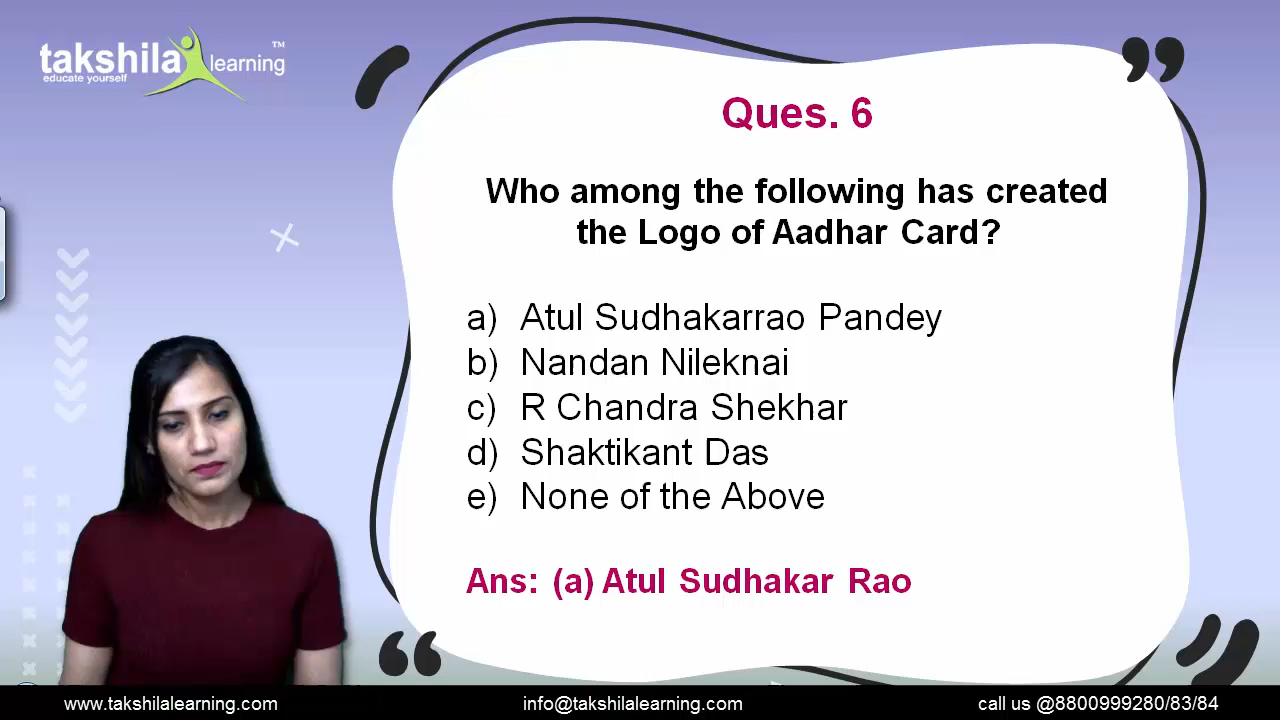 takshila learning™
educate yourself
Ques. 6
Who among the following has created
the Logo of Aadhar Card?
a) Atul Sudhakarrao Pandey
b) Nandan Nileknai
c) R Chandra Shekhar
d) Shaktikant Das
e) None of the Above
Ans: (a) Atul Sudhakar Rao
www.takshilalearning.com
info@takshilalearning.com
call us @8800999280/83/84